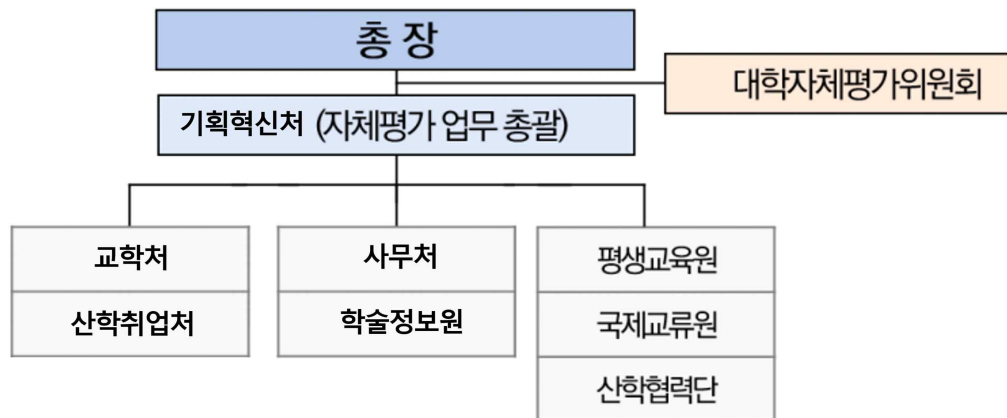 총 장
대학자체평가위원회
기획혁신처 (자체평가 업무 총괄)
교학처
산학취업처
사무처
학술정보원
평생교육원
국제교류원
산학협력단